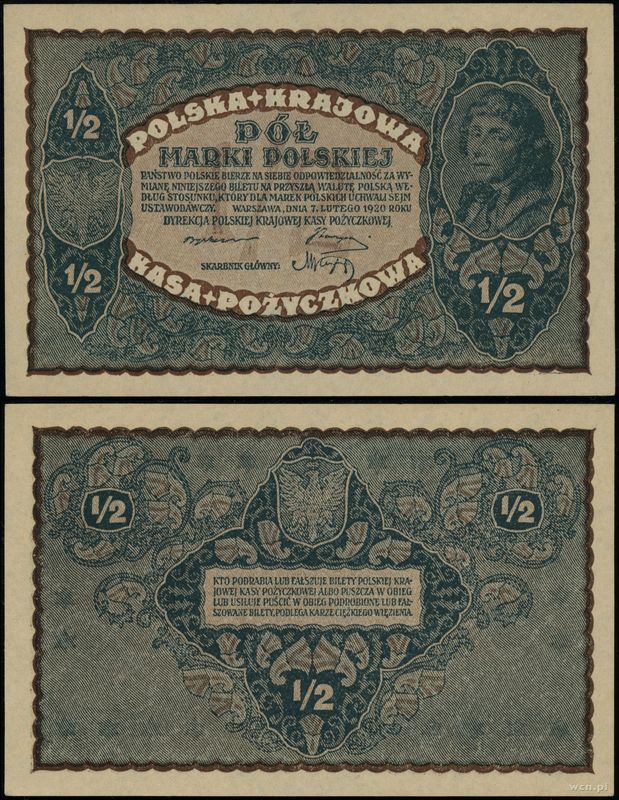 1/2
POLSKA+KRAJOWA
PÓŁ
MARKI POLSKIEJ
PAŃSTWO POLSKIE BIERZE NA SIEBIE ODPOWIEDZIALNOŚĆ ZA WY-
MIANĘ NINIEJSZEGO BILETU NA PRZYSZŁĄ WALUTĘ POLSKĄ WE-
DŁUG STOSUNKU, KTÓRY DLA MAREK POLSKICH UCHWALI SEJM
USTAWODAWCZY. WARSZAWA, DNIA 7. LUTEGO 1920 ROKU
DYREKCJA POLSKIEJ KRAJOWEJ KASY POŻYCZKOWEJ
SKARBNIK GŁÓWNY:
1/2
1/2
KASA+POŻYCZKOWA
1/2
1/2
KTO PODRABIA LUB FAŁSZUJE BILETY POLSKIEJ KRA-
JOWEJ KASY POŻYCZKOWEJ ALBO PUSZCZA W OBIEG
LUB USIŁUJE PUŚCIĆ W OBIEG PODROBIONE LUB FAŁ-
SZOWANE BILETY, PODLEGA KARZE CIĘŻKIEGO WIĘZIENIA.
1/2
wcn.pl